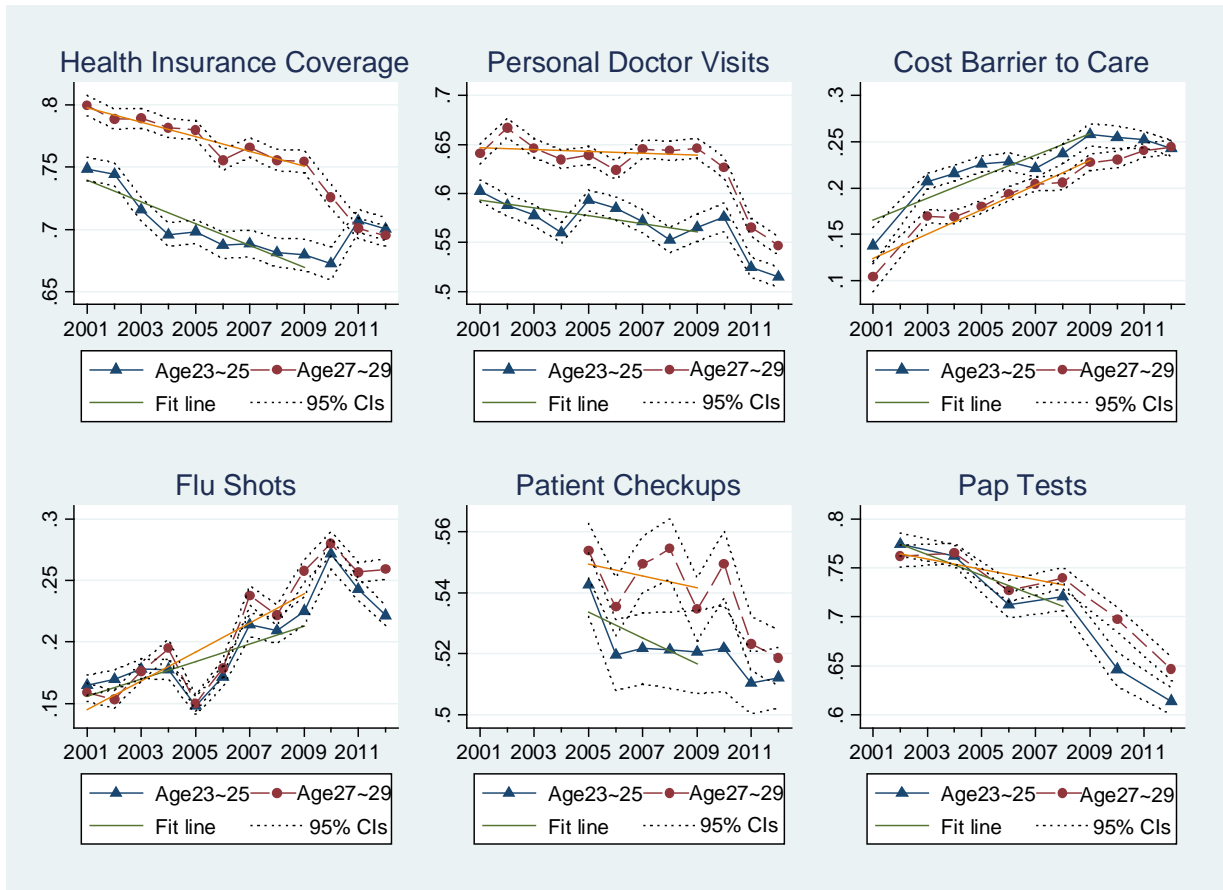 Health Insurance Coverage
.8
.75
.7
.65
2001 2003 2005 2007 2009 2011
Age23~25 Age27~29
Fit line 95% CIs
Personal Doctor Visits
.7
.65
.6
.55
.5
2001 2003 2005 2007 2009 2011
Age23~25 Age27~29
Fit line 95% CIs
Cost Barrier to Care
.3
.25
.2
.15
.1
2001 2003 2005 2007 2009 2011
Age23~25 Age27~29
Fit line 95% CIs
Flu Shots
.3
.25
.2
.15
2001 2003 2005 2007 2009 2011
Age23~25 Age27~29
Fit line 95% CIs
Patient Checkups
.56
.54
.52
.5
2001 2003 2005 2007 2009 2011
Age23~25 Age27~29
Fit line 95% CIs
Pap Tests
.8
.75
.7
.65
.6
2001 2003 2005 2007 2009 2011
Age23~25 Age27~29
Fit line 95% CIs